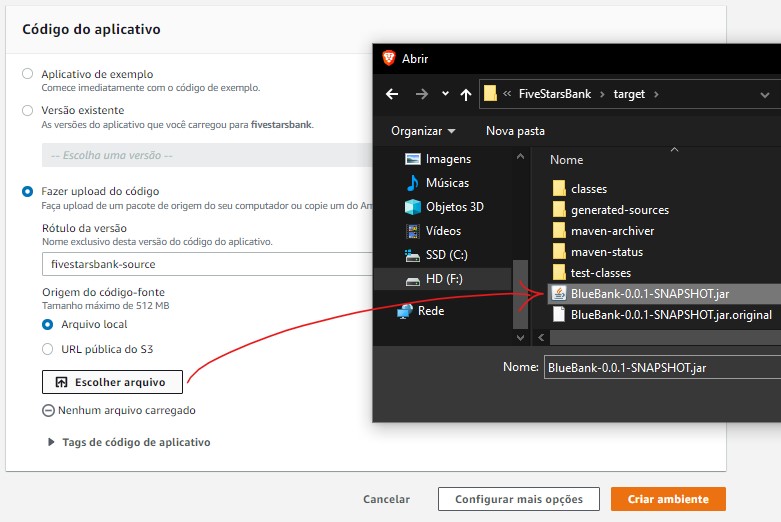 Código do aplicativo
Aplicativo de exemplo
Comece imediatamente com o código de exemplo.
Versão existente
As versões do aplicativo que você carregou para fivestarsbank.
-- Escolha uma versão --
Fazer upload do código
Faça upload de um pacote de origem do seu computador ou copie um do Am
Rótulo da versão
Nome exclusivo desta versão do código do aplicativo.
fivestarsbank-source
Origem do código-fonte
Tamanho máximo de 512 MB
Arquivo local
URL pública do S3
Escolher arquivo
Nenhum arquivo carregado
Tags de código de aplicativo
Cancelar
Configurar mais opções
Criar ambiente
Abrir
« FiveStarsBank > target >
Organizar
Nova pasta
Imagens
Músicas
Objetos 3D
Vídeos
SSD (C:)
HD (F:)
Rede
Nome
classes
generated-sources
maven-archiver
maven-status
test-classes
BlueBank-0.0.1-SNAPSHOT.jar
BlueBank-0.0.1-SNAPSHOT.jar.original
Nome: BlueBank-0.0.1-SNAPSHOT.jar